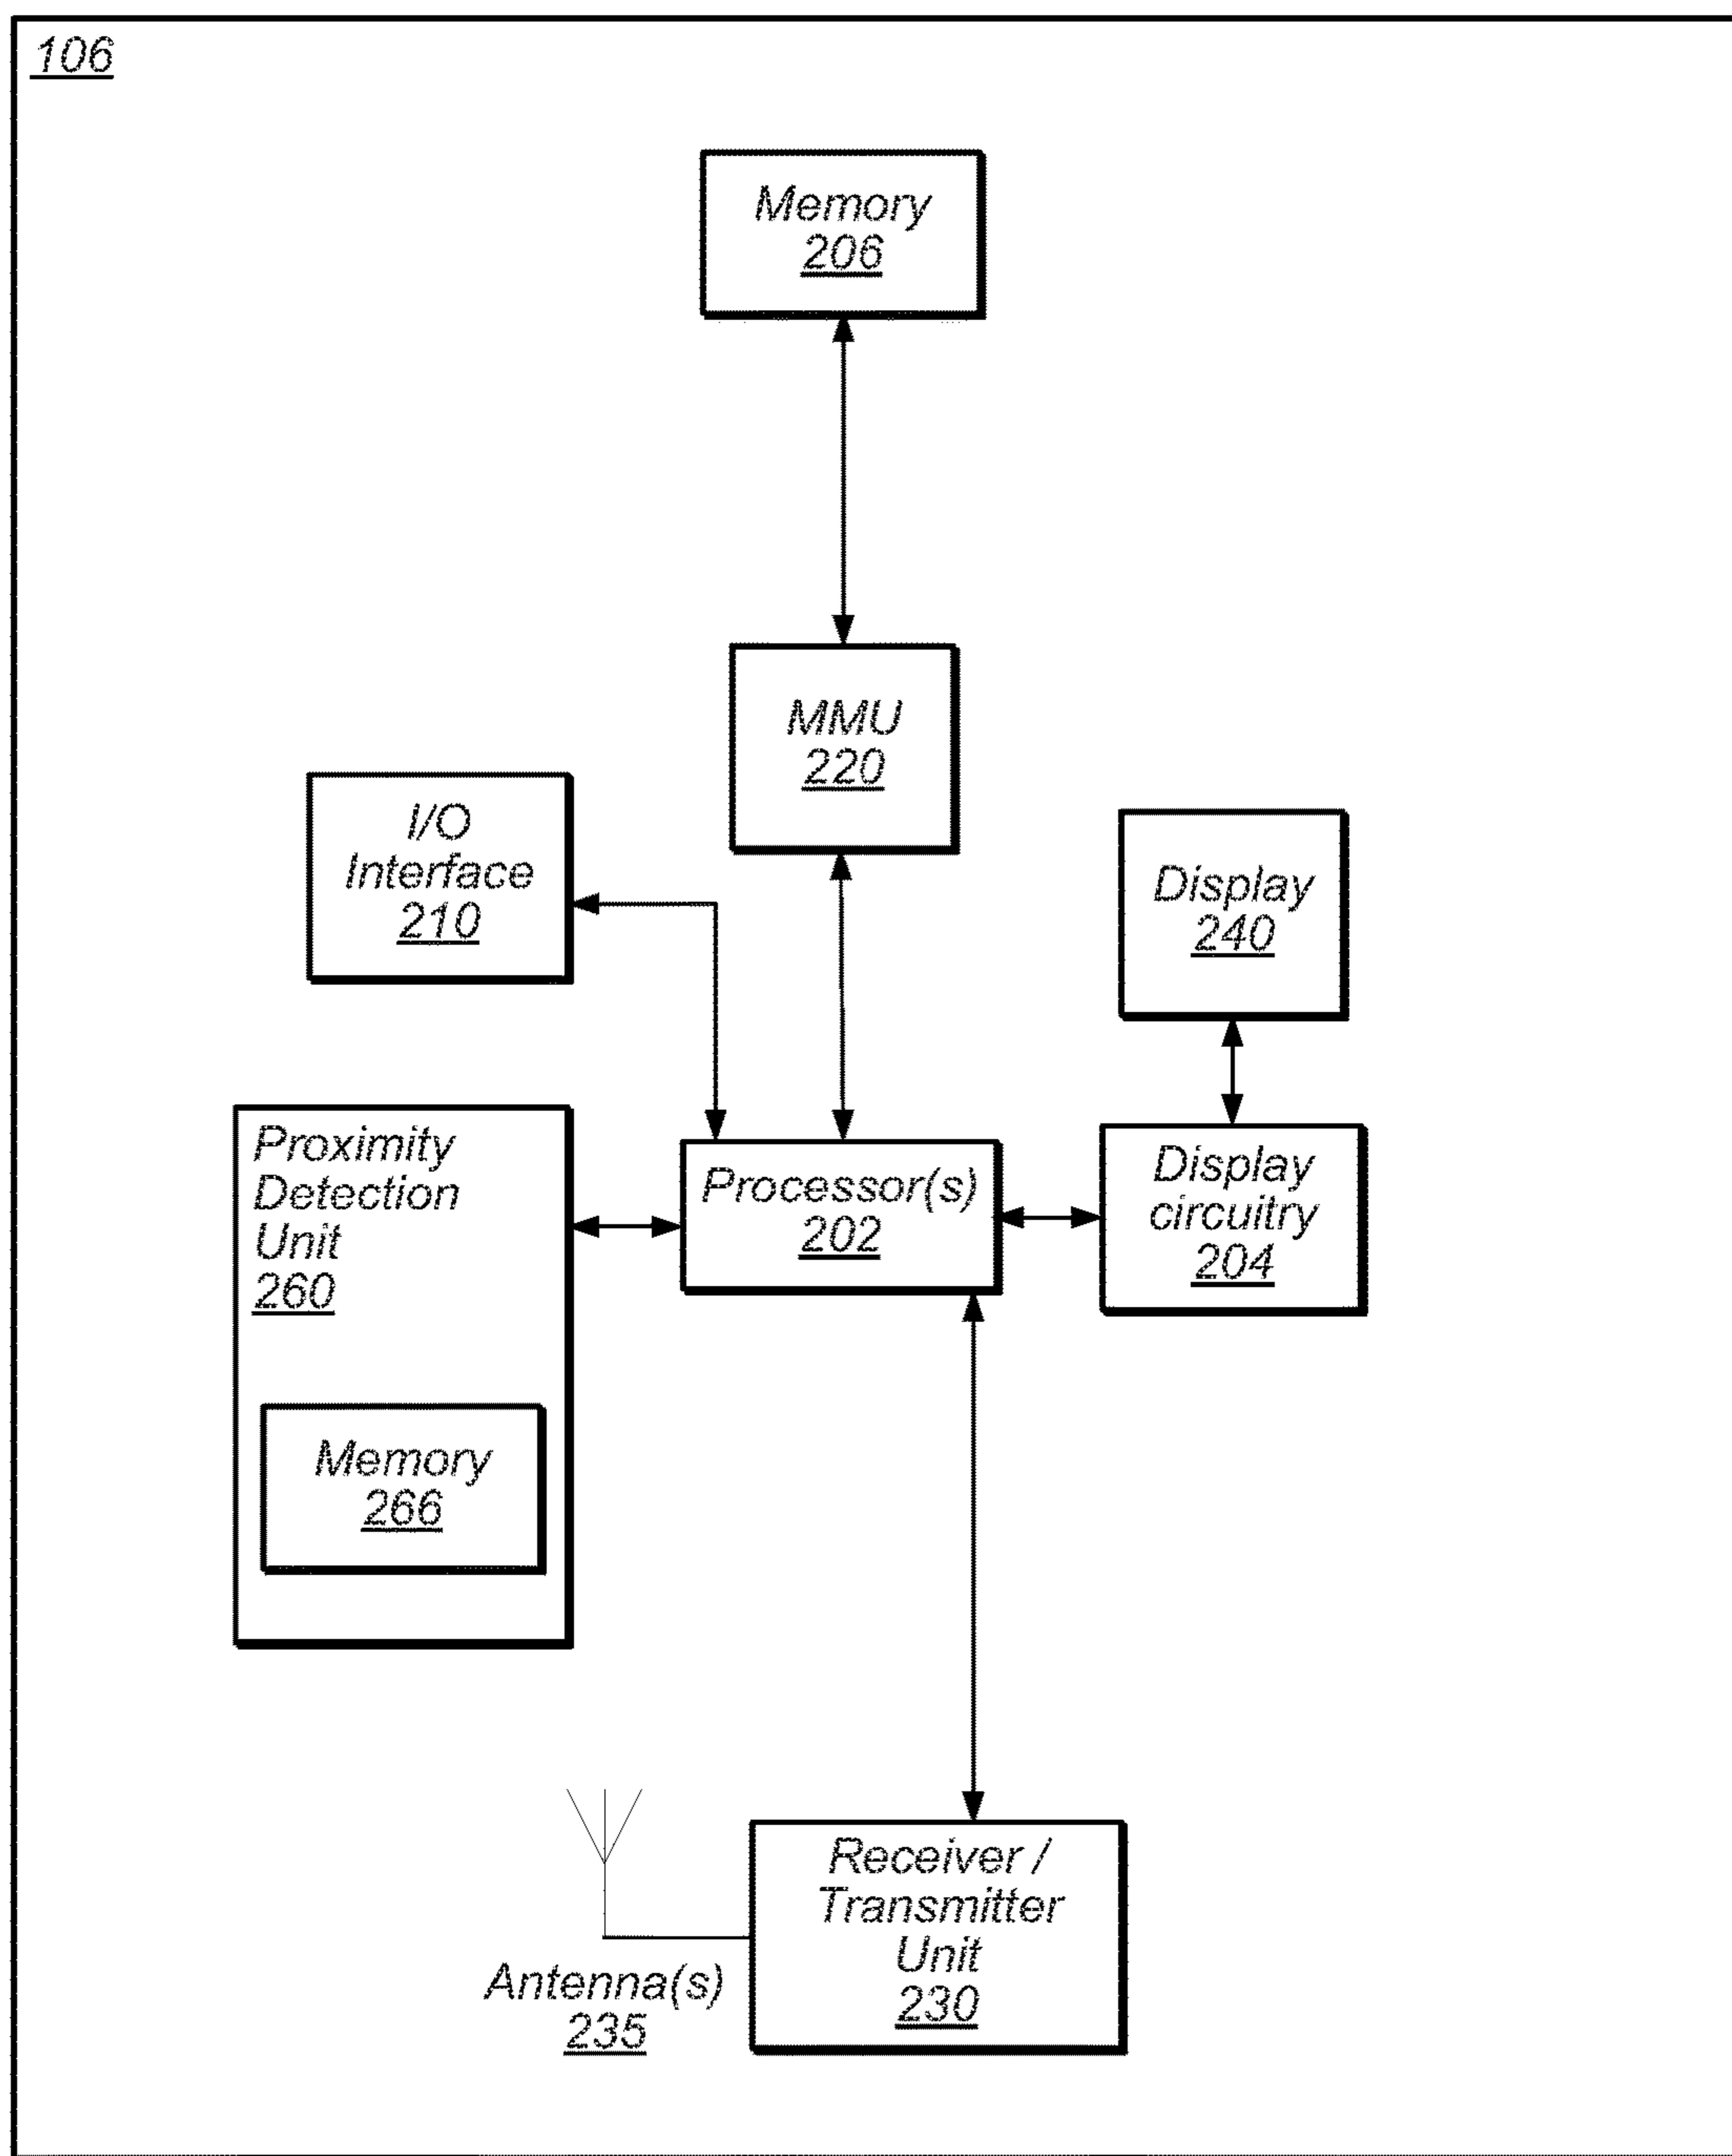 106
Memory
206
MMU
220
I/O
Interface
210
Display
240
Proximity
Detection
Unit
260
Processor(s)
202
Display
circuitry
204
Memory
266
Receiver /
Transmitter
Unit
230
Antenna(s)
235